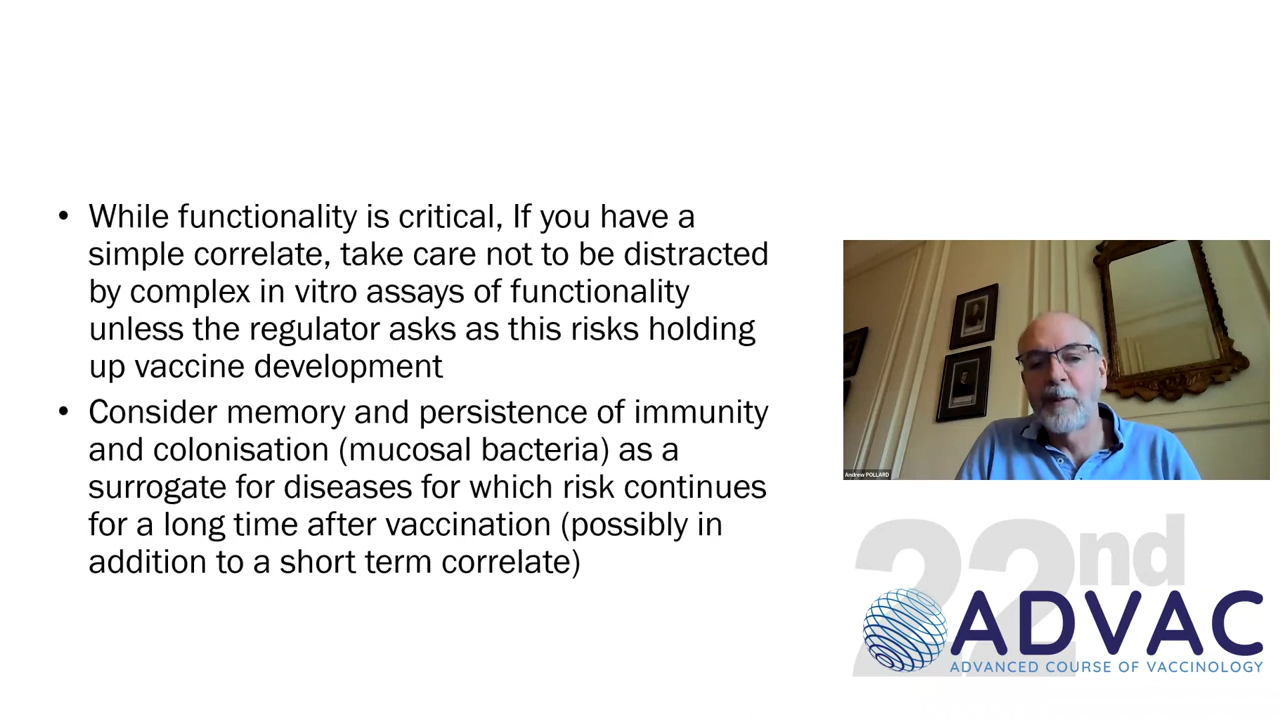 • While functionality is critical, If you have a
simple correlate, take care not to be distracted
by complex in vitro assays of functionality
unless the regulator asks as this risks holding
up vaccine development
• Consider memory and persistence of immunity
and colonisation (mucosal bacteria) as a
surrogate for diseases for which risk continues
for a long time after vaccination (possibly in
addition to a short term correlate)
Andrew POLLARD
22nd
ADVAC
ADVANCED COURSE OF VACCINOLOGY